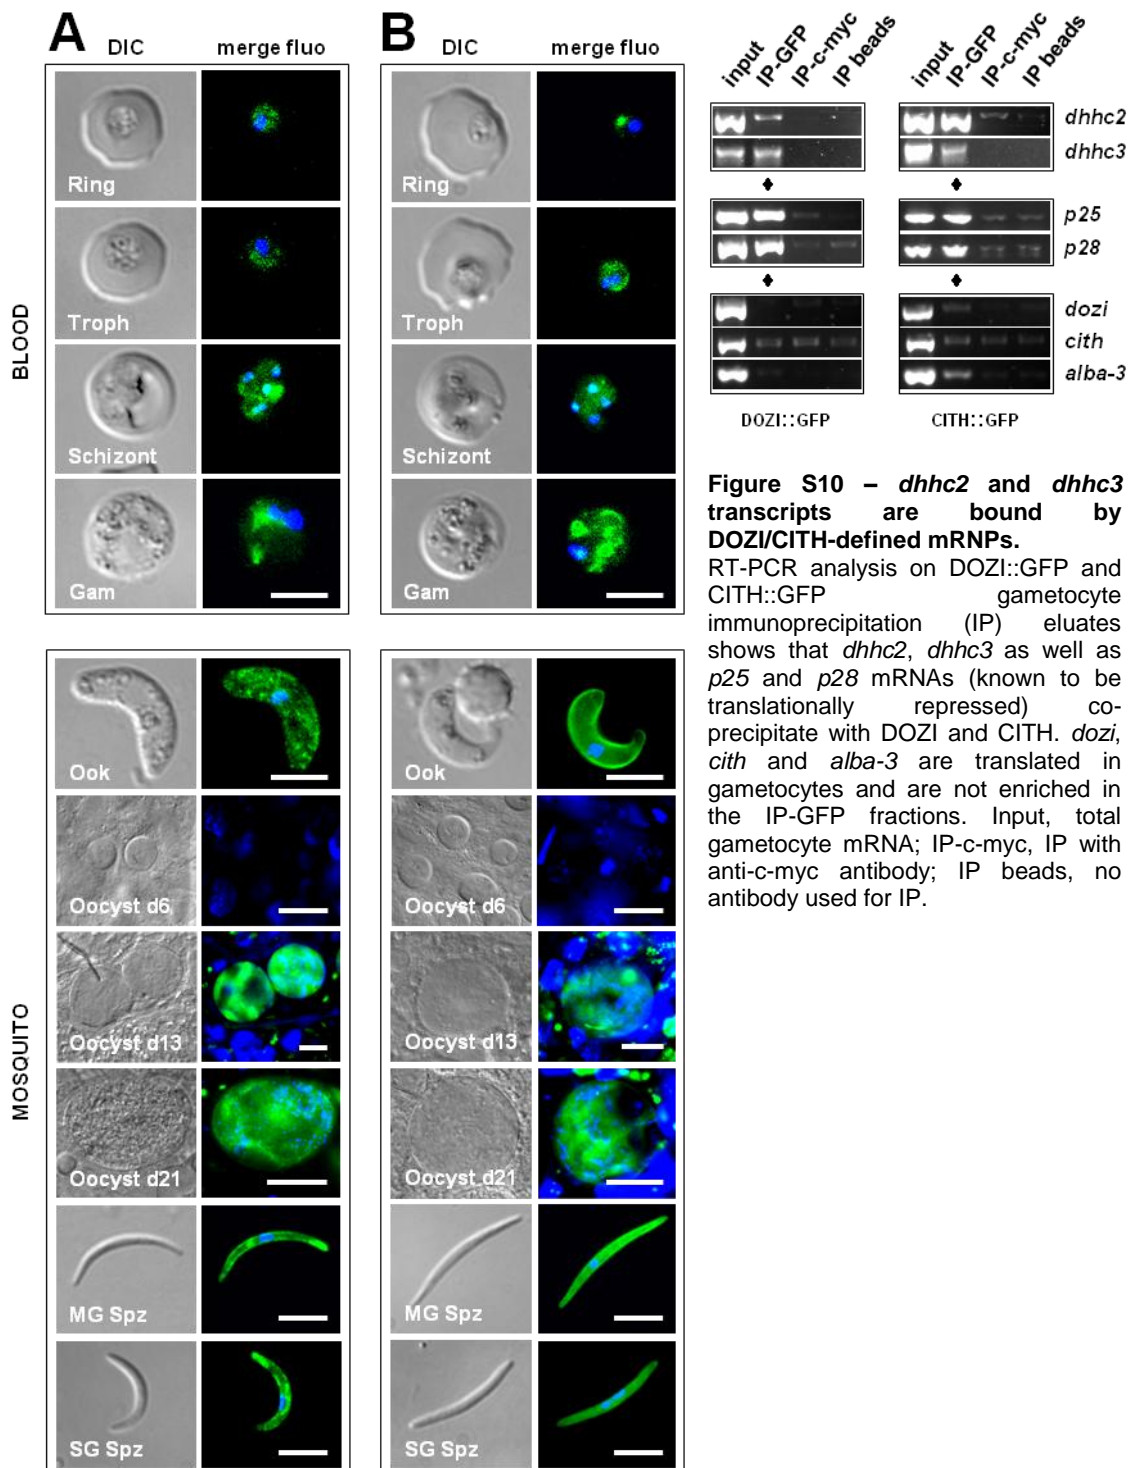 A
DIC
merge fluo
B
DIC
merge fluo
BLOOD
Ring
Ring
Troph
Troph
Schizont
Schizont
Gam
Gam
MOSQUITO
Ook
Ook
Oocyst d6
Oocyst d6
Oocyst d13
Oocyst d13
Oocyst d21
Oocyst d21
MG Spz
MG Spz
SG Spz
SG Spz
input
IP-GFP
IP-c-myc
IP beads
input
IP-GFP
IP-c-myc
IP beads
dhhc2
dhhc3
p25
p28
dozi
cith
alba-3
DOZI::GFP
CITH::GFP
Figure S10 – dhhc2 and dhhc3
transcripts are bound by
DOZI/CITH-defined mRNPs.
RT-PCR analysis on DOZI::GFP and
CITH::GFP gametocyte
immunoprecipitation (IP) eluates
shows that dhhc2, dhhc3 as well as
p25 and p28 mRNAs (known to be
translationally repressed) co-
precipitate with DOZI and CITH. dozi,
cith and alba-3 are translated in
gametocytes and are not enriched in
the IP-GFP fractions. Input, total
gametocyte mRNA; IP-c-myc, IP with
anti-c-myc antibody; IP beads, no
antibody used for IP.